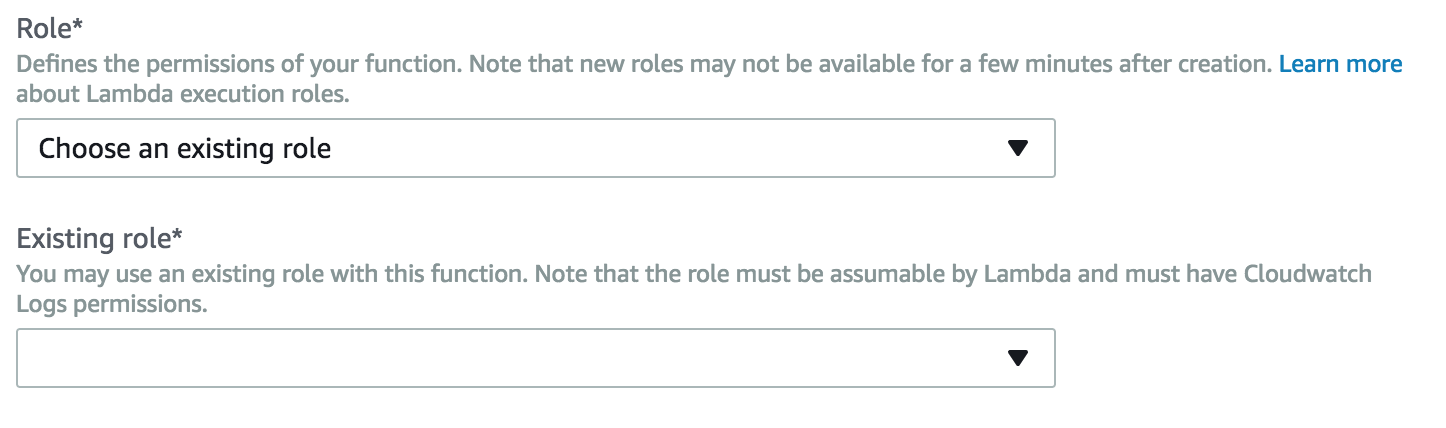 Role*
Defines the permissions of your function. Note that new roles may not be available for a few minutes after creation. Learn more
about Lambda execution roles.
Choose an existing role
Existing role*
You may use an existing role with this function. Note that the role must be assumable by Lambda and must have Cloudwatch
Logs permissions.